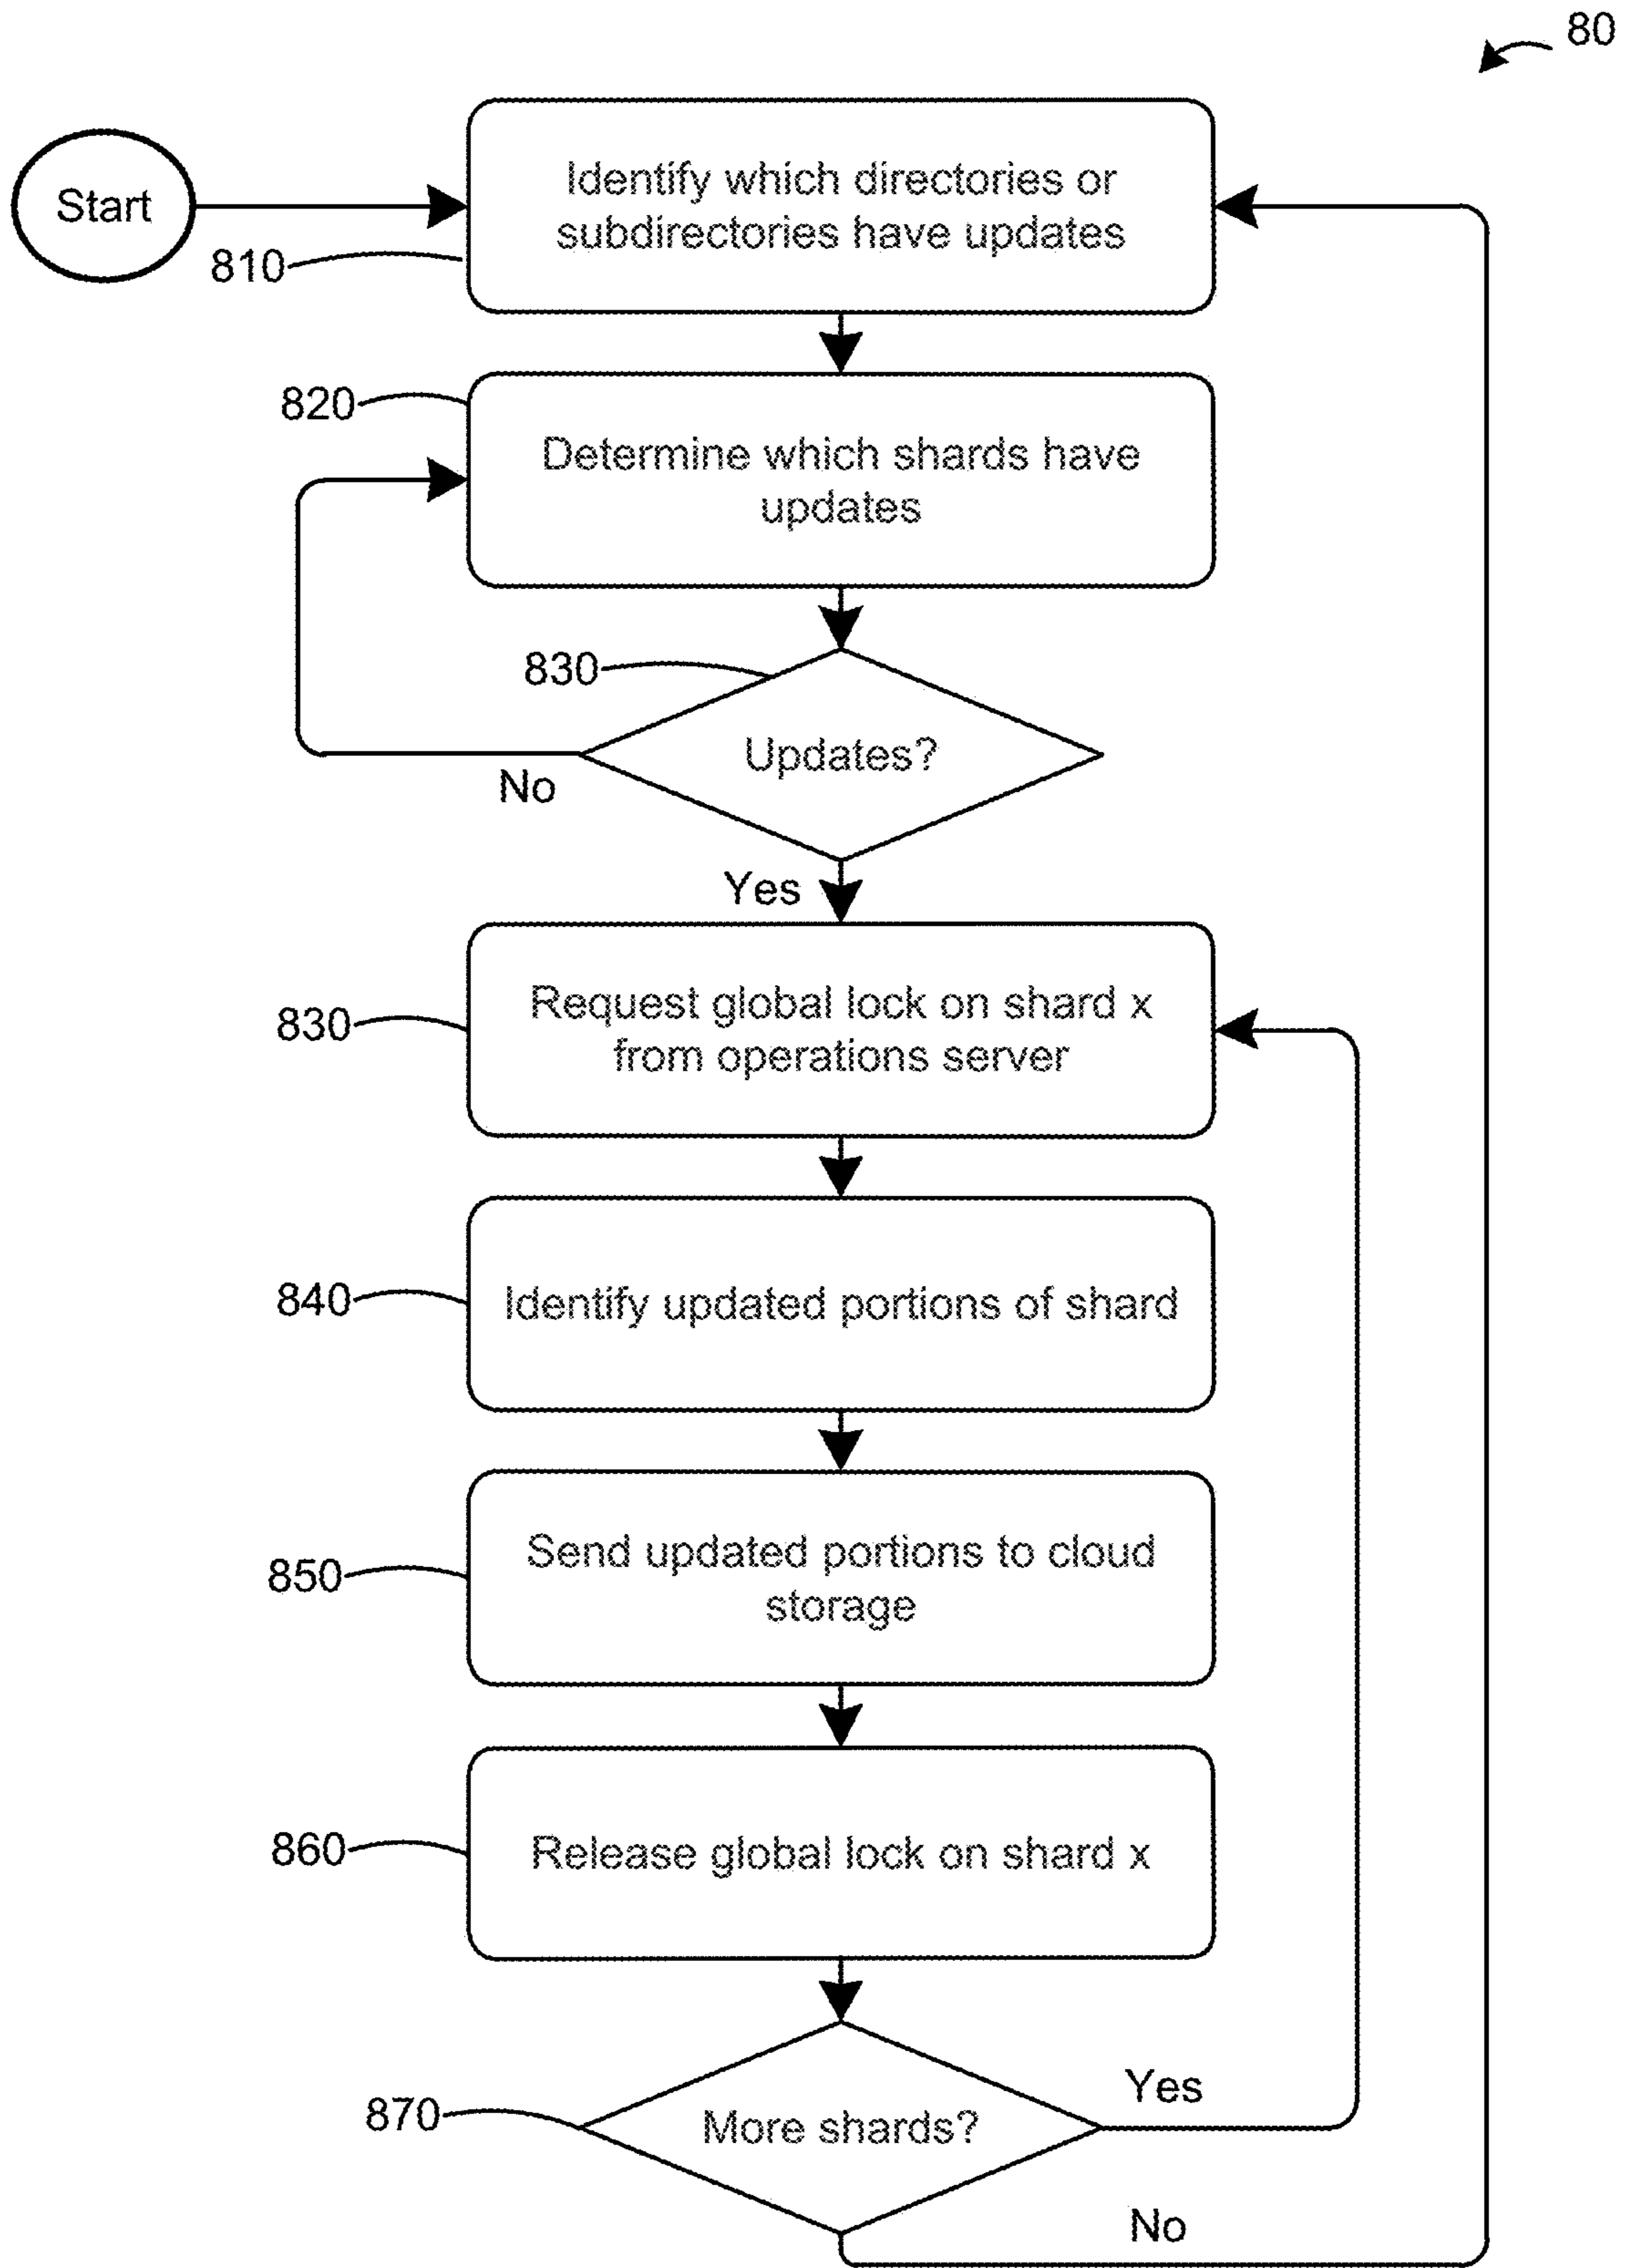 80
Start
Identify which directories or
subdirectories have updates
810
820
Determine which shards have
updates
830
Updates?
No
Yes
830
Request global lock on shard x
from operations server
840
Identify updated portions of shard
850
Send updated portions to cloud
storage
860
Release global lock on shard x
870
More shards?
Yes
No